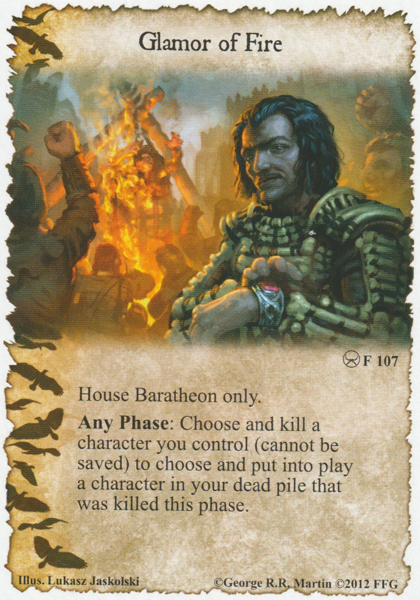 Glamor of Fire
F 107
House Baratheon only.
Any Phase: Choose and kill a
character you control (cannot be
saved) to choose and put into play
a character in your dead pile that
was killed this phase.
Illus. Lukasz Jaskolski ©George R.R. Martin ©2012 FFG